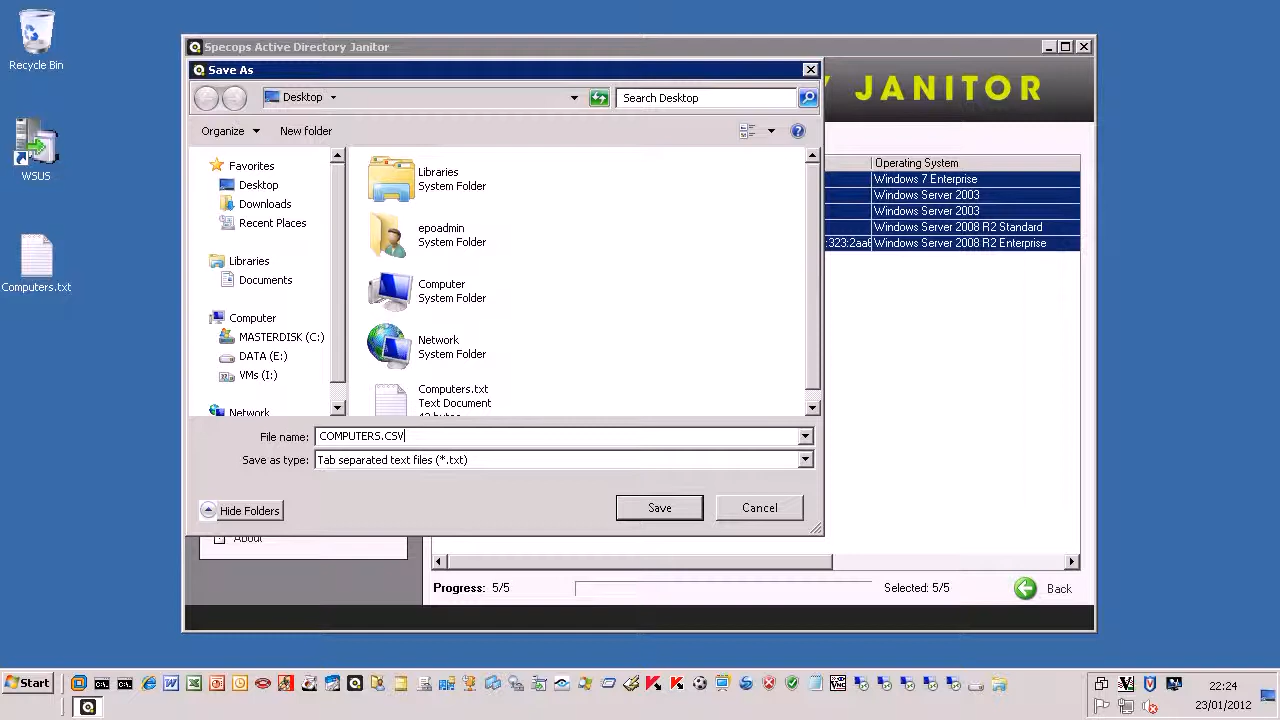 Recycle Bin
WSUS
Computers.txt
Specops Active Directory Janitor
Save As
Desktop
Search Desktop
Organize
New folder
? 
Favorites
Desktop
Downloads
Recent Places
Libraries
Documents
Computer
MASTERDISK (C:)
DATA (E:)
VMs (I:)
Network
Libraries
System Folder
epoadmin
System Folder
Computer
System Folder
Network
System Folder
Computers.txt
Text Document
File name: COMPUTERS.CSV
Save as type: Tab separated text files (*.txt)
Hide Folders
Save
Cancel
JANITOR
Operating System
Windows 7 Enterprise
Windows Server 2003
Windows Server 2003
Windows Server 2008 R2 Standard
Windows Server 2008 R2 Enterprise
About
Progress: 5/5
Selected: 5/5
Back
Start
22:24
23/01/2012